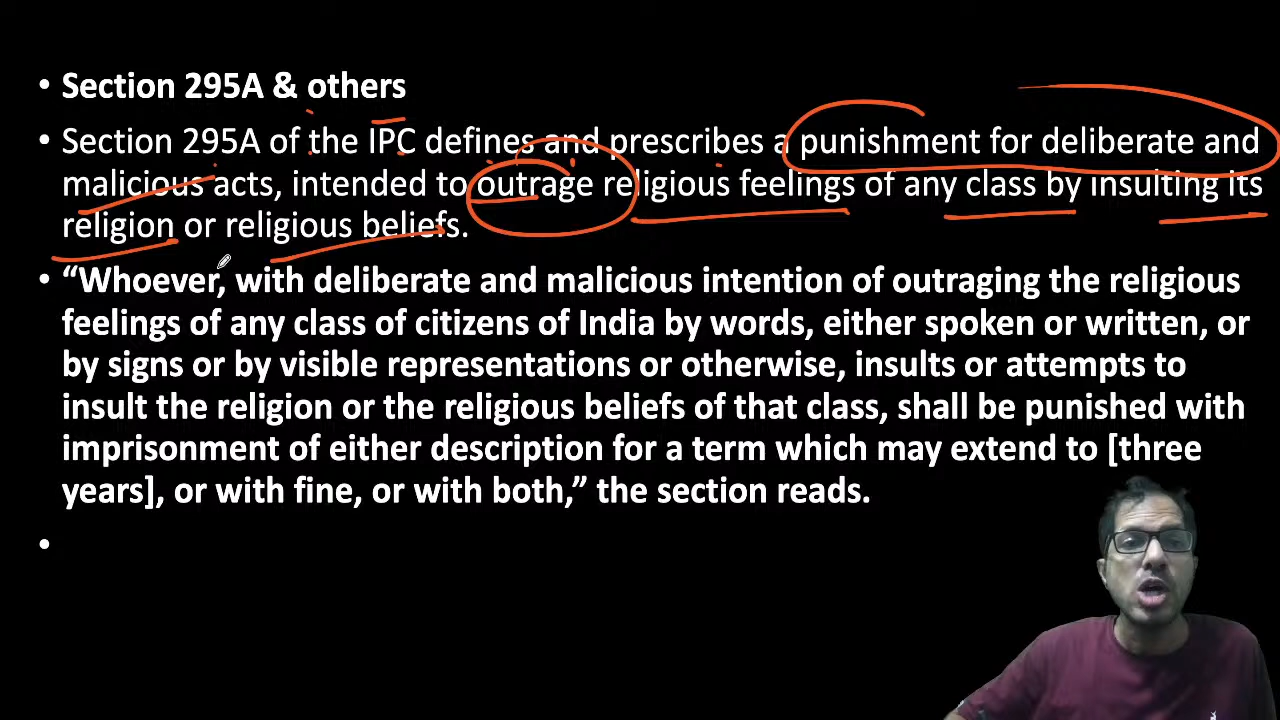 • Section 295A & others
• Section 295A of the IPC defines and prescribes a punishment for deliberate and
malicious acts, intended to outrage religious feelings of any class by insulting its
religion or religious beliefs.
• “Whoever, with deliberate and malicious intention of outraging the religious
feelings of any class of citizens of India by words, either spoken or written, or
by signs or by visible representations or otherwise, insults or attempts to
insult the religion or the religious beliefs of that class, shall be punished with
imprisonment of either description for a term which may extend to [three
years], or with fine, or with both,” the section reads.
•